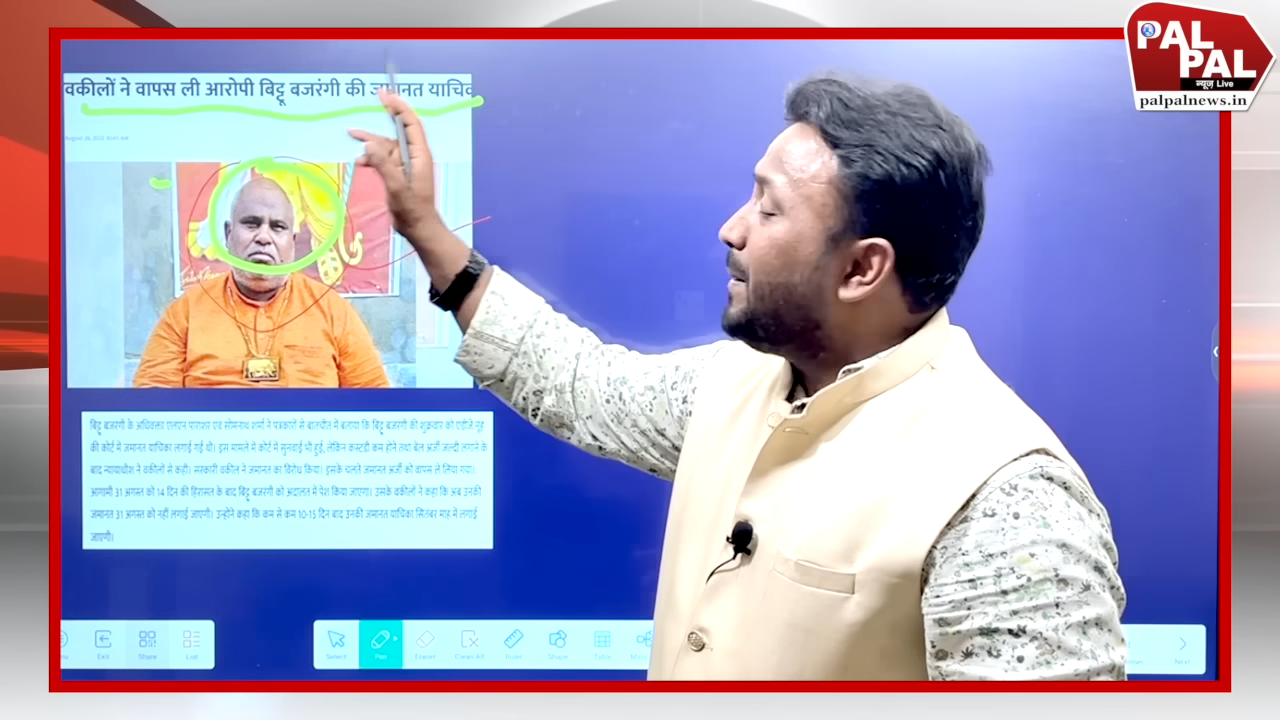 PAL
PAL
न्यूज़ Live
palpalnews.in
वकीलों ने वापस ली आरोपी बिट्टू बजरंगी की जमानत याचिक
बिट्टू बजरंगी के अधिवक्ता एलएन पाराशर एवं सोमनाथ शर्मा ने पत्रकारों से बातचीत में बताया कि बिट्टू बजरंगी की शुक्रवार को एडीजे नूंह
की कोर्ट में जमानत याचिका लगाई गई थी। इस मामले में कोर्ट में सुनवाई भी हुई, लेकिन कस्टडी कम होने तथा बेल अर्जी जल्दी लगाने के
बाद न्यायाधीश ने वकीलों से कही। सरकारी वकील ने जमानत का विरोध किया। इसके चलते जमानत अर्जी को वापस ले लिया गया।
आगामी 31 अगस्त को 14 दिन की हिरासत के बाद बिट्टू बजरंगी को अदालत में पेश किया जाएगा। उसके वकीलों ने कहा कि अब उनकी
जमानत 31 अगस्त को नहीं लगाई जाएगी। उन्होंने कहा कि कम से कम 10-15 दिन बाद उनकी जमानत याचिका सितंबर माह में लगाई
जाएगी।
Exit Share List Select Pen Eraser Clean All Ruler Shape Table Next